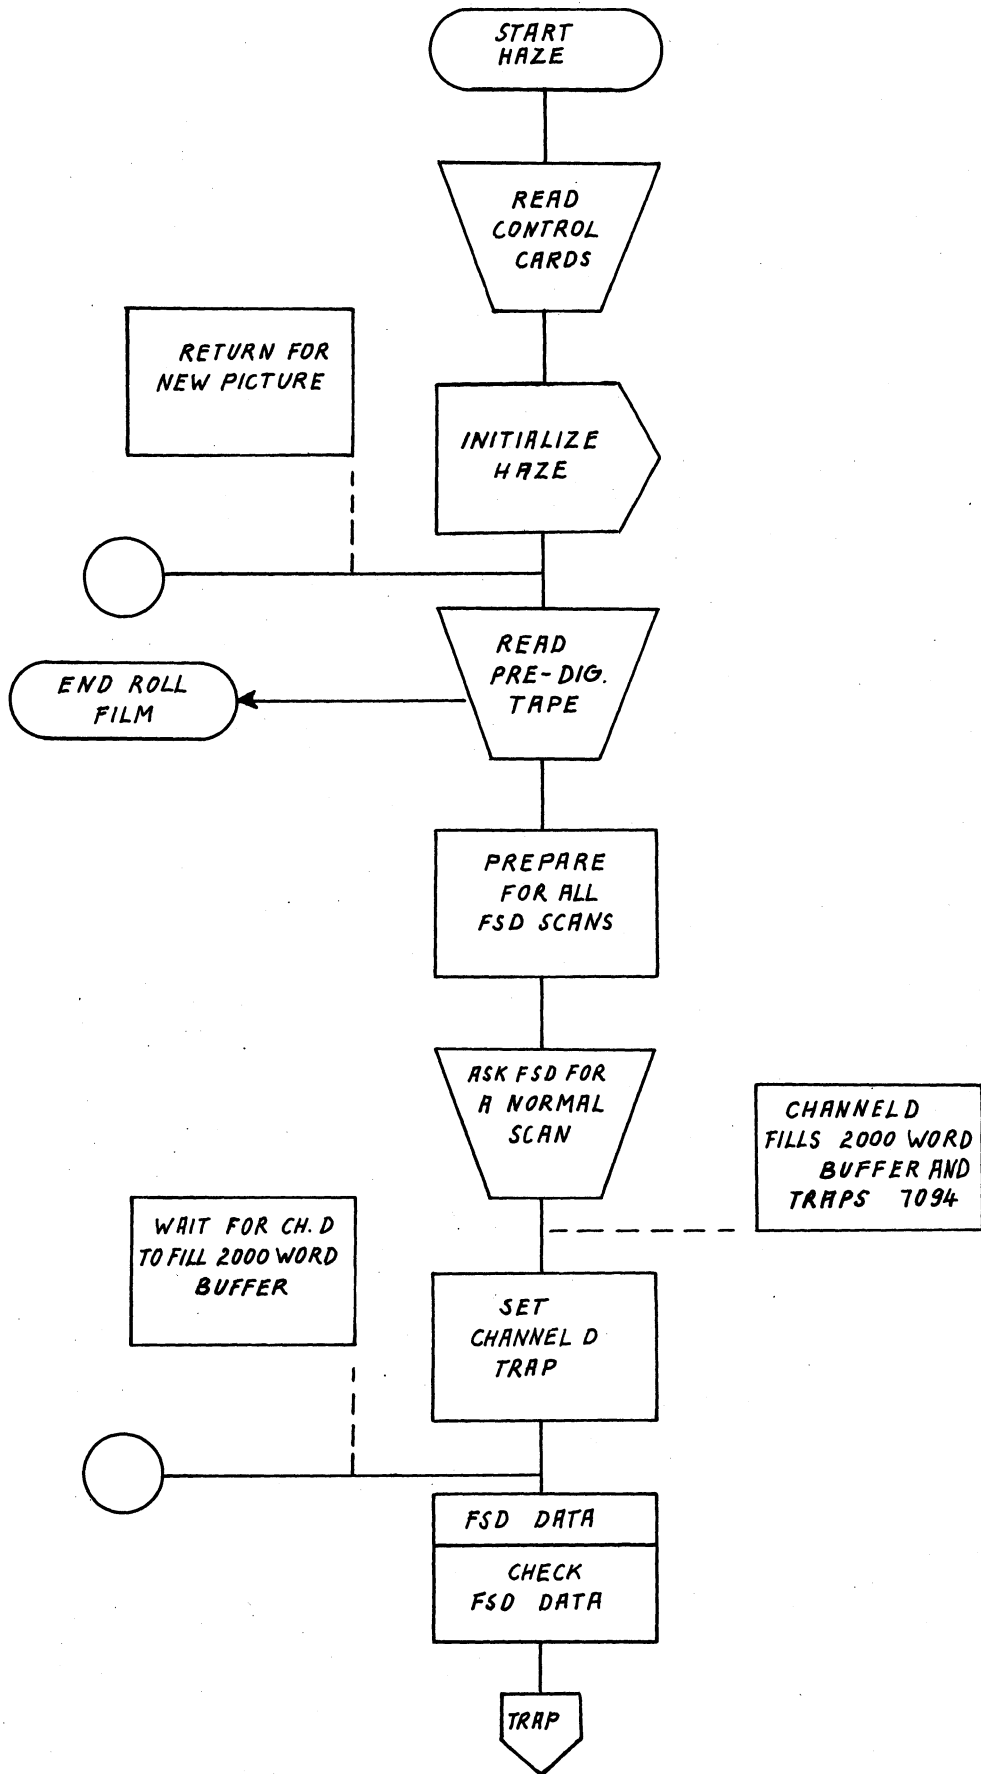 START
HAZE
READ
CONTROL
CARDS
RETURN FOR
NEW PICTURE
INITIALIZE
HAZE
READ
PRE-DIG.
TAPE
END ROLL
FILM
PREPARE
FOR ALL
FSD SCANS
ASK FSD FOR
A NORMAL
SCAN
CHANNEL D
FILLS 2000 WORD
BUFFER AND
TRAPS 7094
WAIT FOR CH. D
TO FILL 2000 WORD
BUFFER
SET
CHANNEL D
TRAP
FSD DATA
CHECK
FSD DATA
TRAP